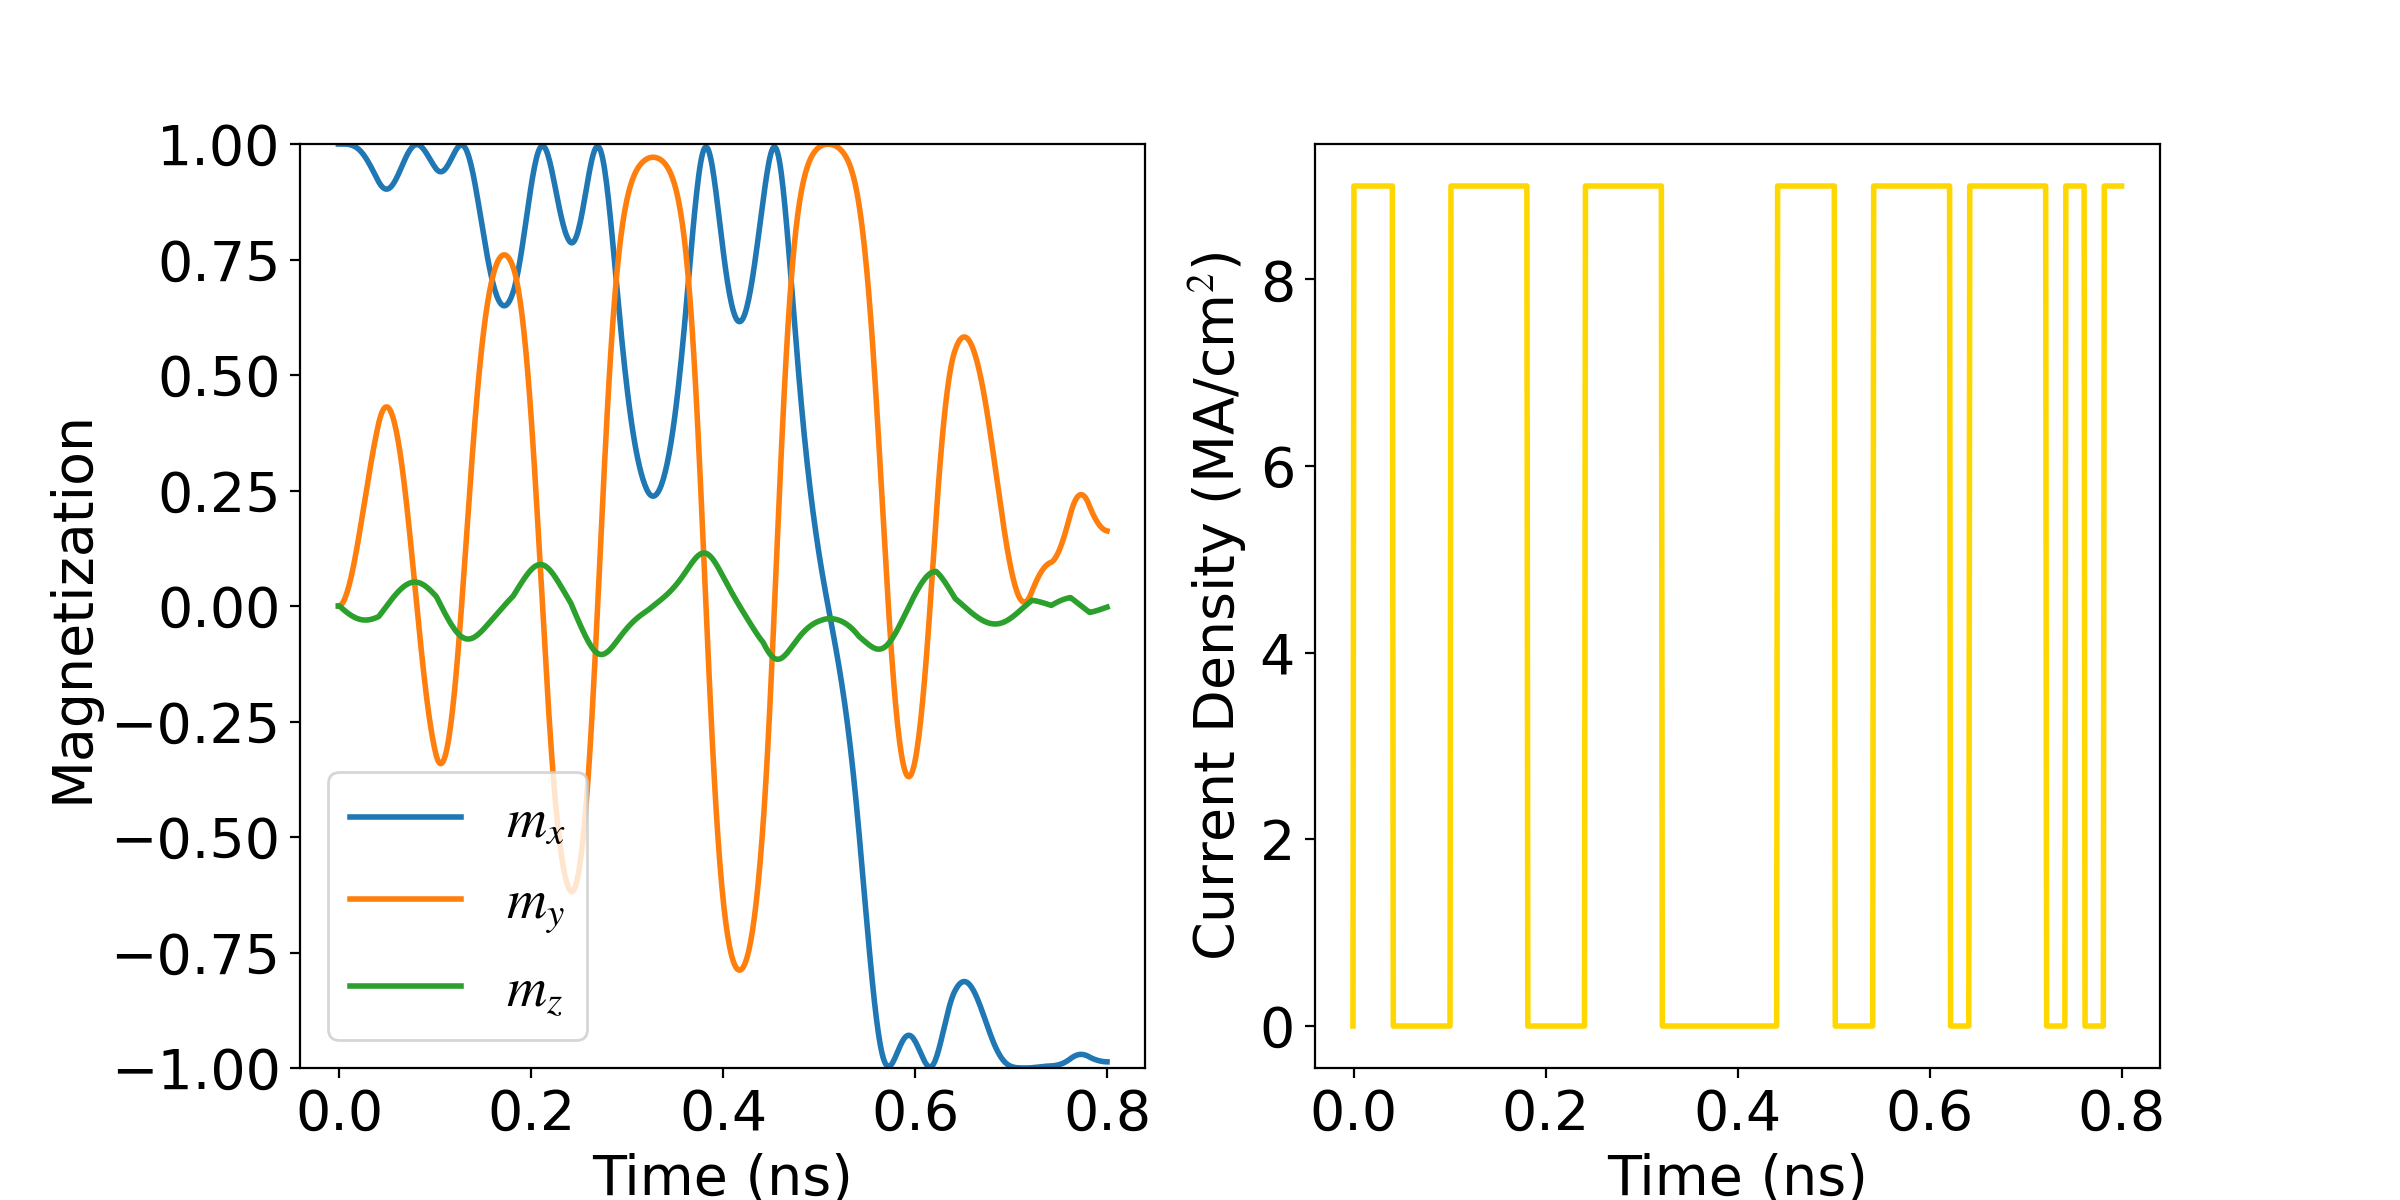 1.00
0.75
0.50
0.25
0.00
−0.25
−0.50
−0.75
−1.00
Magnetization
m_x
m_y
m_z
0.0 0.2 0.4 0.6 0.8
Time (ns)
8
6
4
2
0
Current Density (MA/cm²)
0.0 0.2 0.4 0.6 0.8
Time (ns)